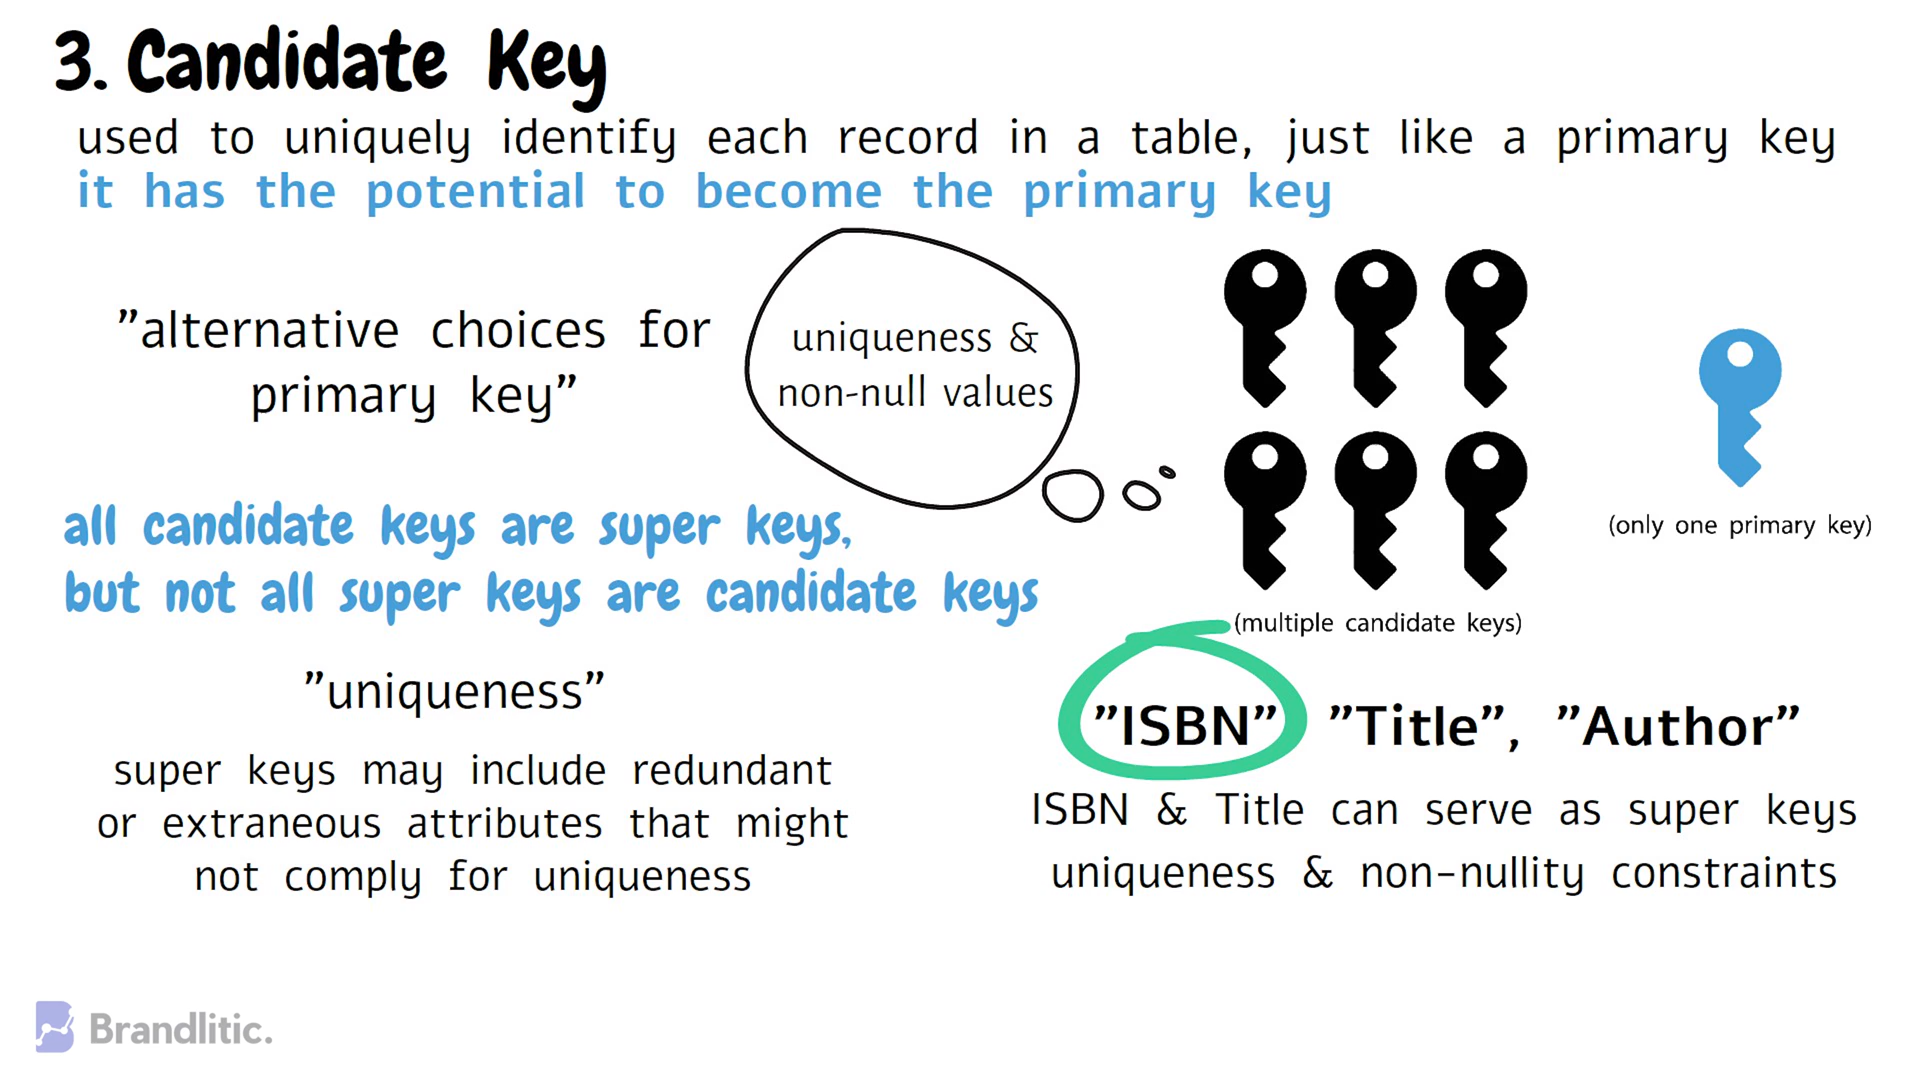 3. Candidate Key
used to uniquely identify each record in a table, just like a primary key
it has the potential to become the primary key
”alternative choices for
primary key”
uniqueness &
non-null values
(only one primary key)
all candidate keys are super keys,
but not all super keys are candidate keys
(multiple candidate keys)
”uniqueness”
super keys may include redundant
or extraneous attributes that might
not comply for uniqueness
”ISBN” ”Title”, ”Author”
ISBN & Title can serve as super keys
uniqueness & non-nullity constraints
Brandlitic.